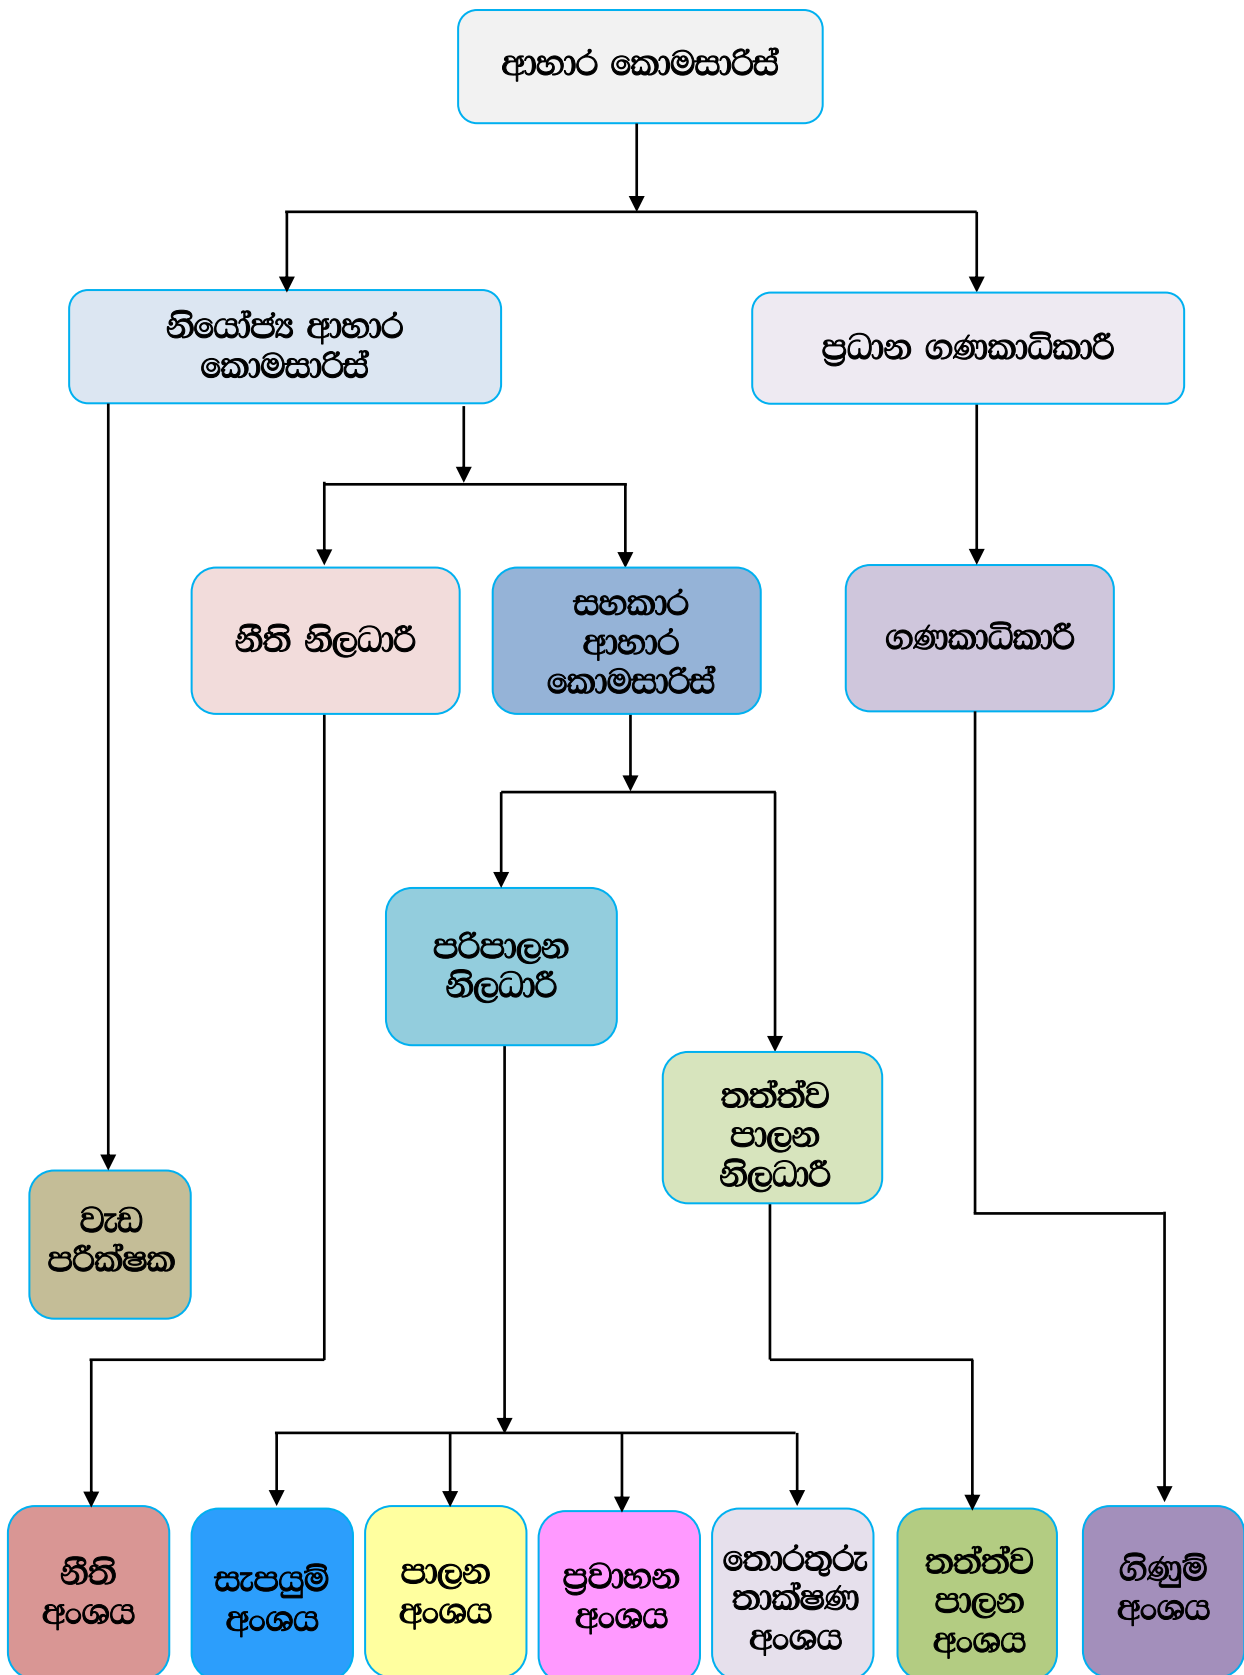 ආහාර කොමසාරිස්
නියෝජ්‍ය ආහාර
කොමසාරිස්
ප්‍රධාන ගණකාධිකාරී
නීති නිලධාරී
සහකාර
ආහාර
කොමසාරිස්
ගණකාධිකාරී
පරිපාලන
නිලධාරී
තත්ත්ව
පාලන
නිලධාරී
වැඩ
පරීක්ෂක
නීති
අංශය
සැපයුම්
අංශය
පාලන
අංශය
ප්‍රවාහන
අංශය
තොරතුරු
තාක්ෂණ
අංශය
තත්ත්ව
පාලන
අංශය
ගිණුම්
අංශය